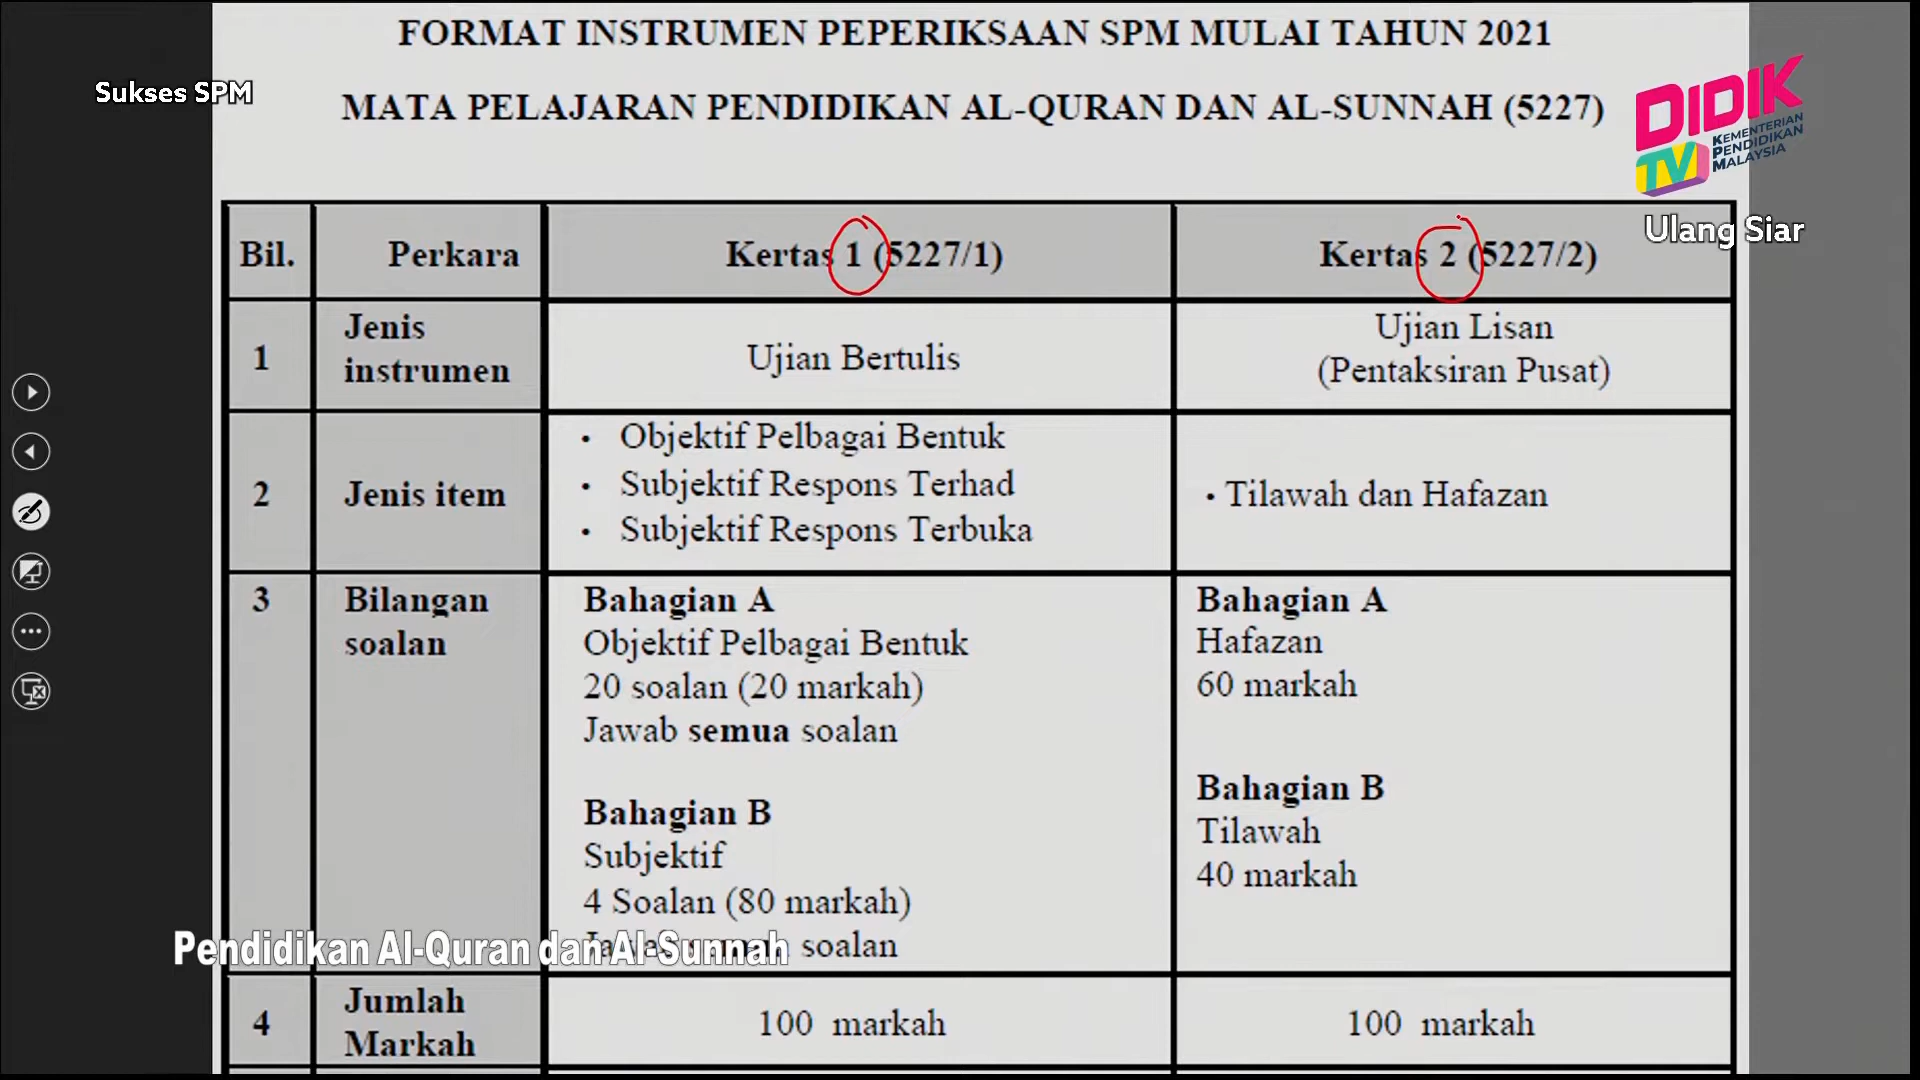 FORMAT INSTRUMEN PEPERIKSAAN SPM MULAI TAHUN 2021
Sukses SPM
MATA PELAJARAN PENDIDIKAN AL-QURAN DAN AL-SUNNAH (5227)
DIDIK
TV
KEMENTERIAN
PENDIDIKAN
MALAYSIA
Ulang Siar
Bil.
Perkara
Kertas 1 (5227/1)
Kertas 2 (5227/2)
1
Jenis
instrumen
Ujian Bertulis
Ujian Lisan
(Pentaksiran Pusat)
2
Jenis item
• Objektif Pelbagai Bentuk
• Subjektif Respons Terhad
• Subjektif Respons Terbuka
• Tilawah dan Hafazan
3
Bilangan
soalan
Bahagian A
Objektif Pelbagai Bentuk
20 soalan (20 markah)
Jawab semua soalan
Bahagian B
Subjektif
4 Soalan (80 markah)
soalan
Bahagian A
Hafazan
60 markah
Bahagian B
Tilawah
40 markah
Pendidikan Al-Quran dan Al-Sunnah
4
Jumlah
Markah
100 markah
100 markah